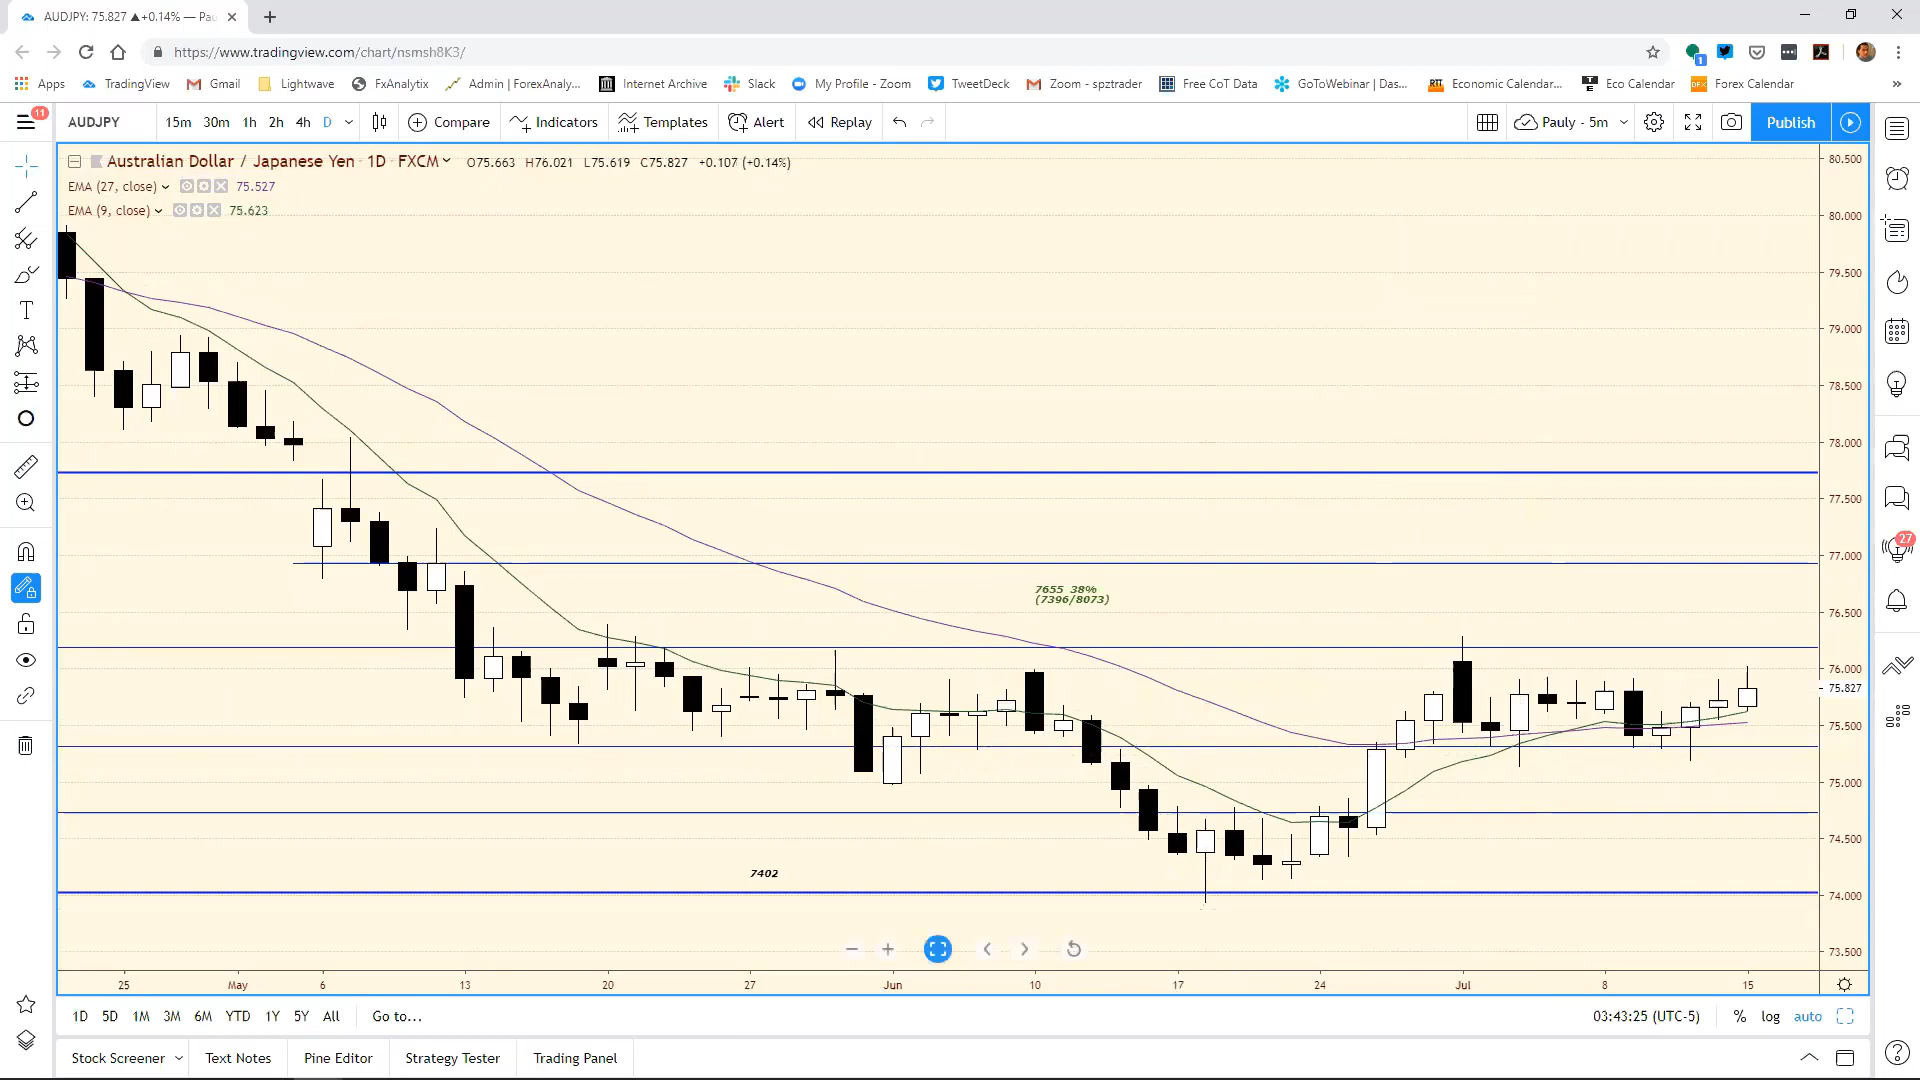 AUDJPY: 75.827 ▲+0.14% — Pau
https://www.tradingview.com/chart/nsmsh8K3/
1
Apps TradingView Gmail Lightwave FxAnalytix Admin | ForexAnaly... Internet Archive Slack My Profile - Zoom TweetDeck Zoom - spztrader Free CoT Data GoToWebinar | Das... Economic Calendar... Eco Calendar Forex Calendar »
11
AUDJPY 15m 30m 1h 2h 4h D Compare Indicators Templates Alert Replay Pauly - 5m Publish
Australian Dollar / Japanese Yen · 1D · FXCM O75.663 H76.021 L75.619 C75.827 +0.107 (+0.14%)
EMA (27, close) 75.527
EMA (9, close) 75.623
80.500
80.000
79.500
79.000
78.500
78.000
77.500
77.000
76.500
76.000
75.827
75.500
75.000
74.500
74.000
73.500
7655 38%
(7396/8073)
7402
27
25 May 6 13 20 27 Jun 10 17 24 Jul 8 15
1D 5D 1M 3M 6M YTD 1Y 5Y All Go to... 03:43:25 (UTC-5) % log auto
Stock Screener Text Notes Pine Editor Strategy Tester Trading Panel